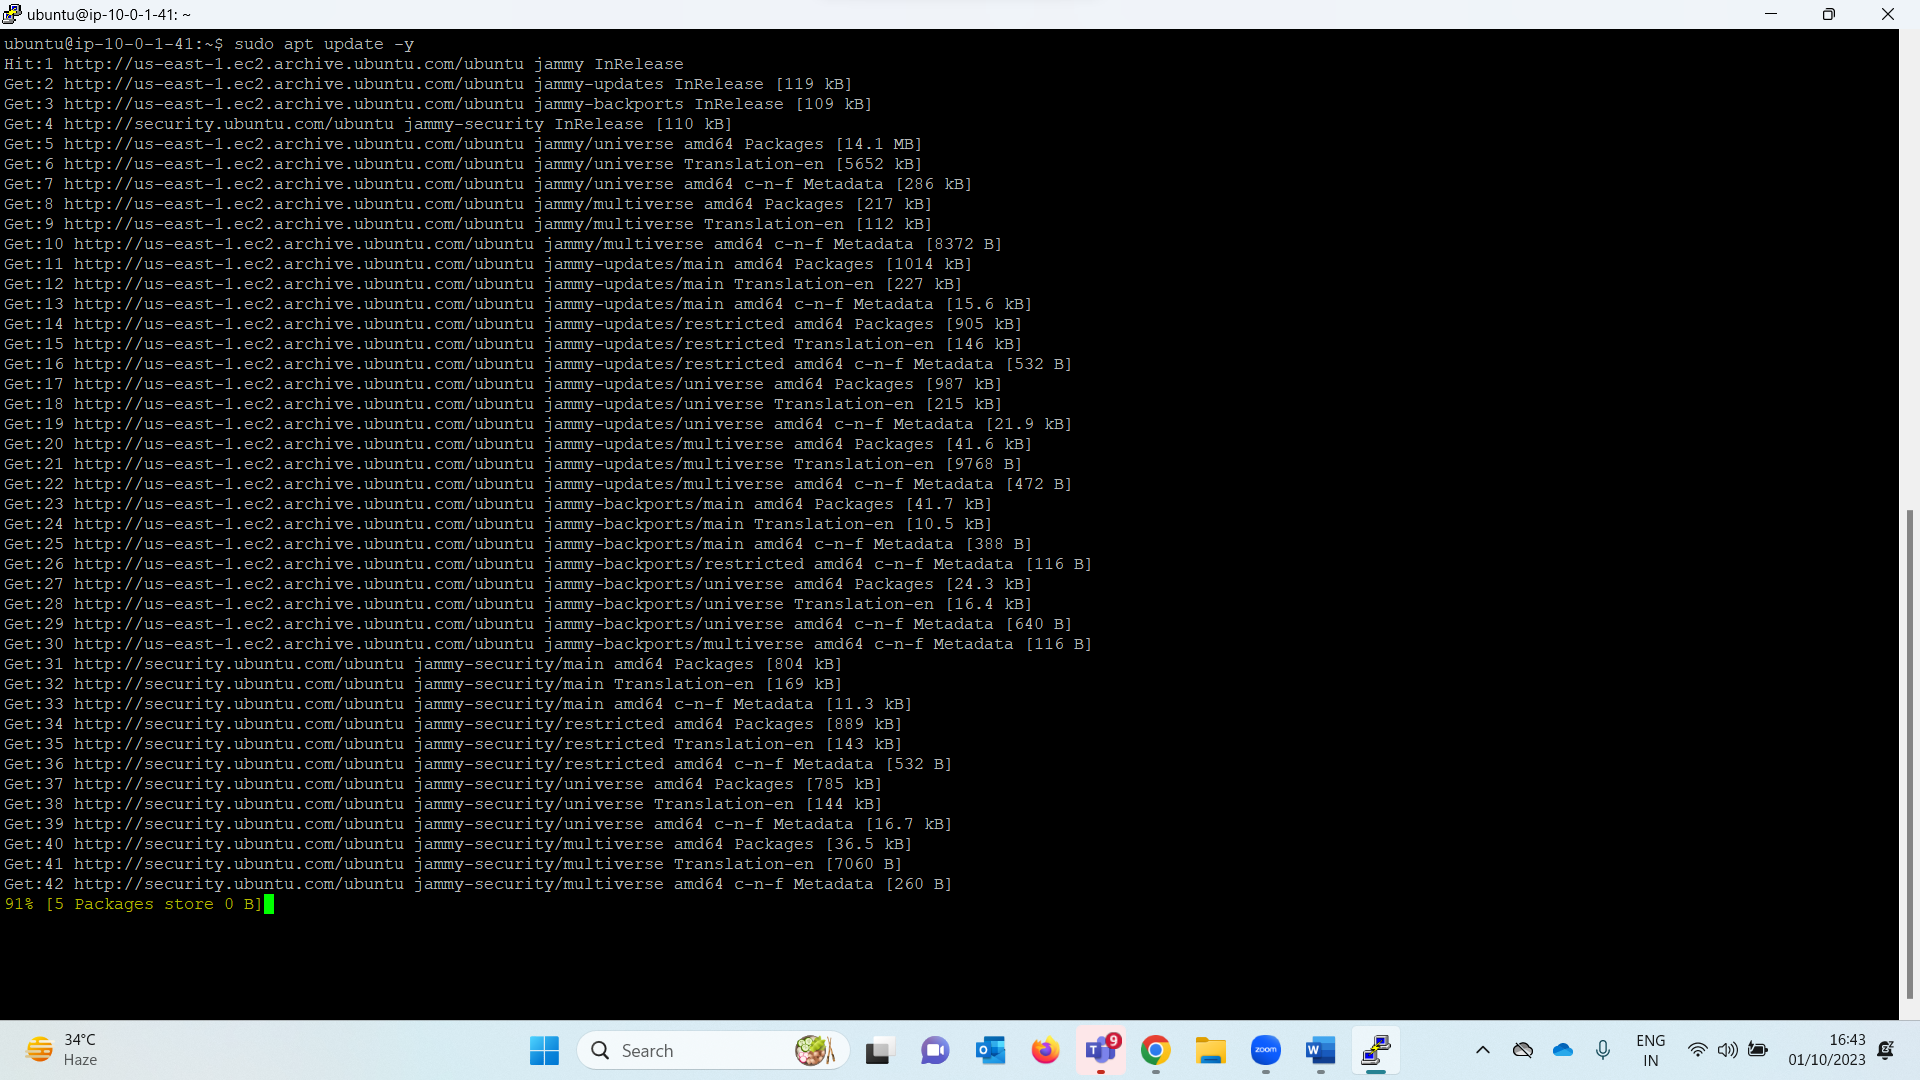 ubuntu@ip-10-0-1-41: ~
ubuntu@ip-10-0-1-41:~$ sudo apt update -y
Hit:1 http://us-east-1.ec2.archive.ubuntu.com/ubuntu jammy InRelease
Get:2 http://us-east-1.ec2.archive.ubuntu.com/ubuntu jammy-updates InRelease [119 kB]
Get:3 http://us-east-1.ec2.archive.ubuntu.com/ubuntu jammy-backports InRelease [109 kB]
Get:4 http://security.ubuntu.com/ubuntu jammy-security InRelease [110 kB]
Get:5 http://us-east-1.ec2.archive.ubuntu.com/ubuntu jammy/universe amd64 Packages [14.1 MB]
Get:6 http://us-east-1.ec2.archive.ubuntu.com/ubuntu jammy/universe Translation-en [5652 kB]
Get:7 http://us-east-1.ec2.archive.ubuntu.com/ubuntu jammy/universe amd64 c-n-f Metadata [286 kB]
Get:8 http://us-east-1.ec2.archive.ubuntu.com/ubuntu jammy/multiverse amd64 Packages [217 kB]
Get:9 http://us-east-1.ec2.archive.ubuntu.com/ubuntu jammy/multiverse Translation-en [112 kB]
Get:10 http://us-east-1.ec2.archive.ubuntu.com/ubuntu jammy/multiverse amd64 c-n-f Metadata [8372 B]
Get:11 http://us-east-1.ec2.archive.ubuntu.com/ubuntu jammy-updates/main amd64 Packages [1014 kB]
Get:12 http://us-east-1.ec2.archive.ubuntu.com/ubuntu jammy-updates/main Translation-en [227 kB]
Get:13 http://us-east-1.ec2.archive.ubuntu.com/ubuntu jammy-updates/main amd64 c-n-f Metadata [15.6 kB]
Get:14 http://us-east-1.ec2.archive.ubuntu.com/ubuntu jammy-updates/restricted amd64 Packages [905 kB]
Get:15 http://us-east-1.ec2.archive.ubuntu.com/ubuntu jammy-updates/restricted Translation-en [146 kB]
Get:16 http://us-east-1.ec2.archive.ubuntu.com/ubuntu jammy-updates/restricted amd64 c-n-f Metadata [532 B]
Get:17 http://us-east-1.ec2.archive.ubuntu.com/ubuntu jammy-updates/universe amd64 Packages [987 kB]
Get:18 http://us-east-1.ec2.archive.ubuntu.com/ubuntu jammy-updates/universe Translation-en [215 kB]
Get:19 http://us-east-1.ec2.archive.ubuntu.com/ubuntu jammy-updates/universe amd64 c-n-f Metadata [21.9 kB]
Get:20 http://us-east-1.ec2.archive.ubuntu.com/ubuntu jammy-updates/multiverse amd64 Packages [41.6 kB]
Get:21 http://us-east-1.ec2.archive.ubuntu.com/ubuntu jammy-updates/multiverse Translation-en [9768 B]
Get:22 http://us-east-1.ec2.archive.ubuntu.com/ubuntu jammy-updates/multiverse amd64 c-n-f Metadata [472 B]
Get:23 http://us-east-1.ec2.archive.ubuntu.com/ubuntu jammy-backports/main amd64 Packages [41.7 kB]
Get:24 http://us-east-1.ec2.archive.ubuntu.com/ubuntu jammy-backports/main Translation-en [10.5 kB]
Get:25 http://us-east-1.ec2.archive.ubuntu.com/ubuntu jammy-backports/main amd64 c-n-f Metadata [388 B]
Get:26 http://us-east-1.ec2.archive.ubuntu.com/ubuntu jammy-backports/restricted amd64 c-n-f Metadata [116 B]
Get:27 http://us-east-1.ec2.archive.ubuntu.com/ubuntu jammy-backports/universe amd64 Packages [24.3 kB]
Get:28 http://us-east-1.ec2.archive.ubuntu.com/ubuntu jammy-backports/universe Translation-en [16.4 kB]
Get:29 http://us-east-1.ec2.archive.ubuntu.com/ubuntu jammy-backports/universe amd64 c-n-f Metadata [640 B]
Get:30 http://us-east-1.ec2.archive.ubuntu.com/ubuntu jammy-backports/multiverse amd64 c-n-f Metadata [116 B]
Get:31 http://security.ubuntu.com/ubuntu jammy-security/main amd64 Packages [804 kB]
Get:32 http://security.ubuntu.com/ubuntu jammy-security/main Translation-en [169 kB]
Get:33 http://security.ubuntu.com/ubuntu jammy-security/main amd64 c-n-f Metadata [11.3 kB]
Get:34 http://security.ubuntu.com/ubuntu jammy-security/restricted amd64 Packages [889 kB]
Get:35 http://security.ubuntu.com/ubuntu jammy-security/restricted Translation-en [143 kB]
Get:36 http://security.ubuntu.com/ubuntu jammy-security/restricted amd64 c-n-f Metadata [532 B]
Get:37 http://security.ubuntu.com/ubuntu jammy-security/universe amd64 Packages [785 kB]
Get:38 http://security.ubuntu.com/ubuntu jammy-security/universe Translation-en [144 kB]
Get:39 http://security.ubuntu.com/ubuntu jammy-security/universe amd64 c-n-f Metadata [16.7 kB]
Get:40 http://security.ubuntu.com/ubuntu jammy-security/multiverse amd64 Packages [36.5 kB]
Get:41 http://security.ubuntu.com/ubuntu jammy-security/multiverse Translation-en [7060 B]
Get:42 http://security.ubuntu.com/ubuntu jammy-security/multiverse amd64 c-n-f Metadata [260 B]
91% [5 Packages store 0 B]
34°C
Haze
Search
9
zoom
ENG
IN
16:43
01/10/2023